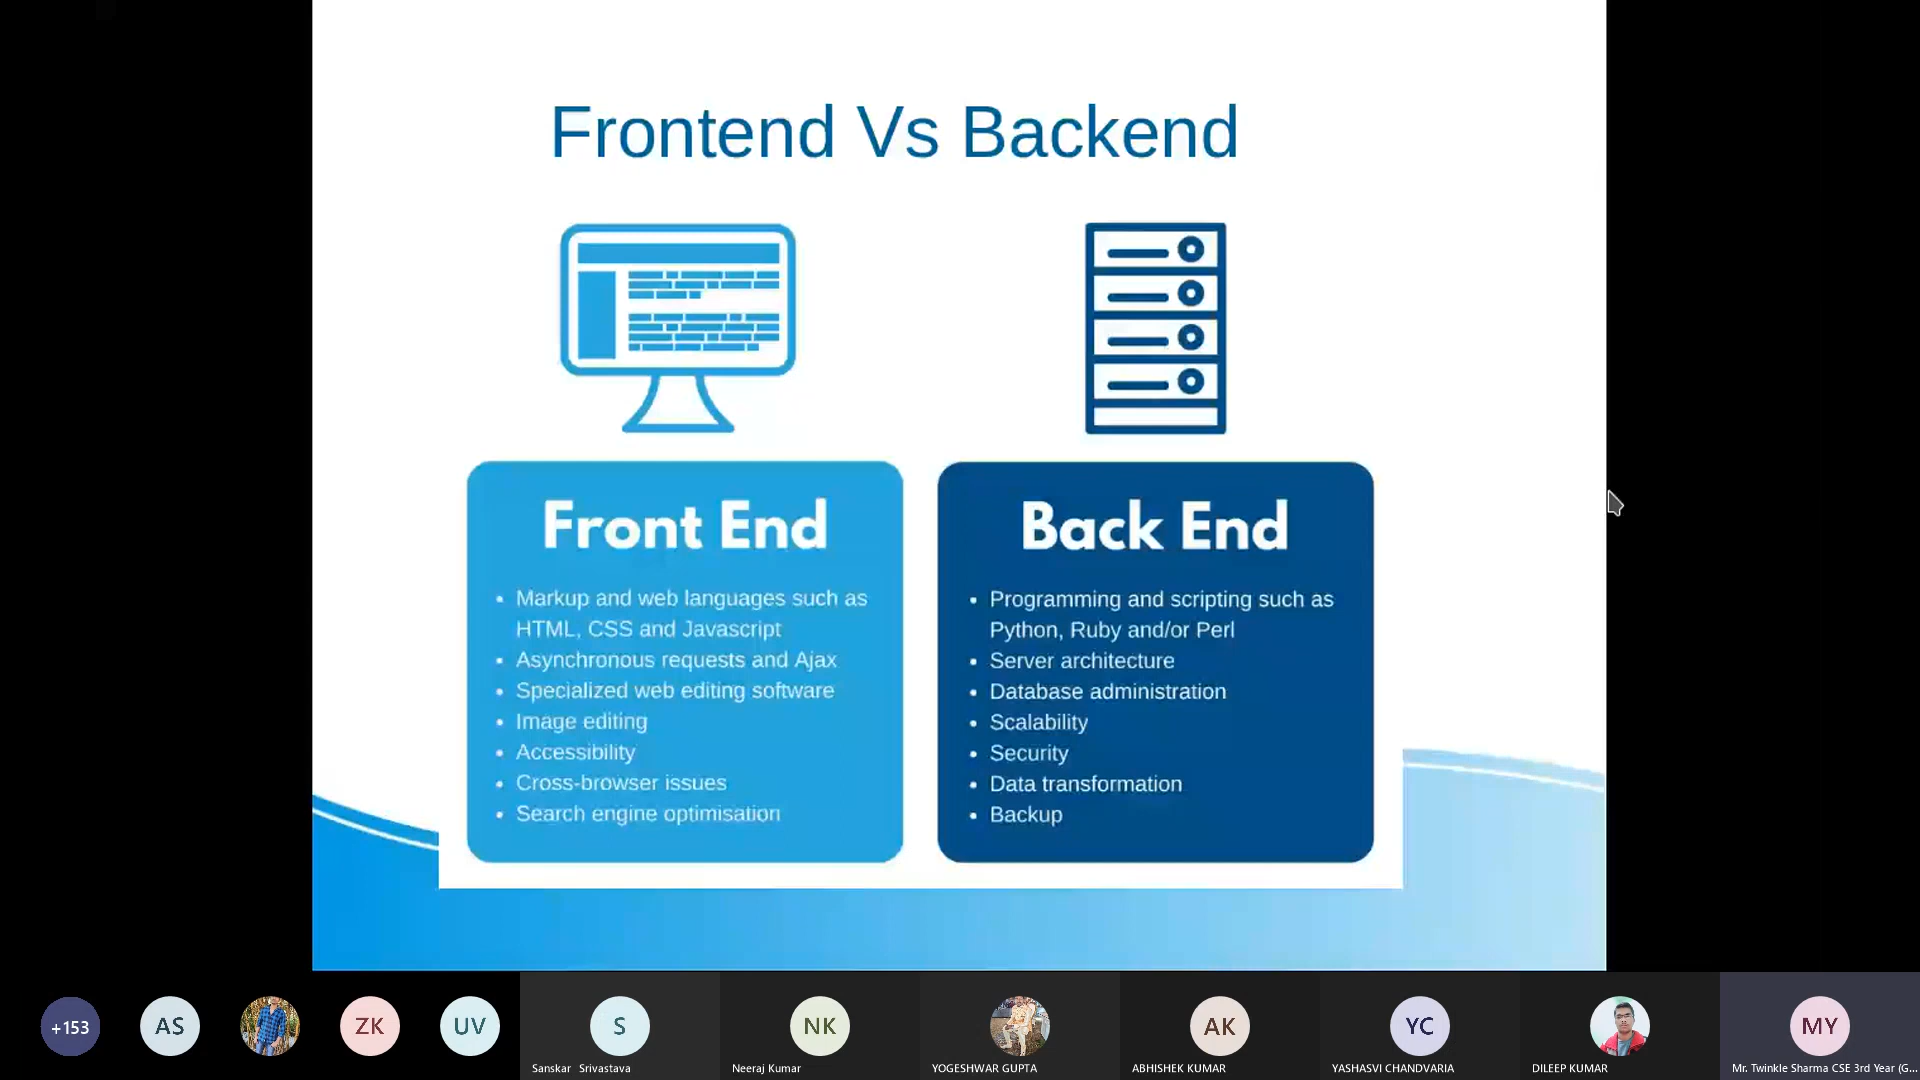 Frontend Vs Backend
Front End
• Markup and web languages such as
HTML, CSS and Javascript
• Asynchronous requests and Ajax
• Specialized web editing software
• Image editing
• Accessibility
• Cross-browser issues
• Search engine optimisation
Back End
• Programming and scripting such as
Python, Ruby and/or Perl
• Server architecture
• Database administration
• Scalability
• Security
• Data transformation
• Backup
+153
AS
ZK
UV
S
NK
AK
YC
MY
Sanskar Srivastava
Neeraj Kumar
YOGESHWAR GUPTA
ABHISHEK KUMAR
YASHASVI CHANDVARIA
DILEEP KUMAR
Mr. Twinkle Sharma CSE 3rd Year (G...